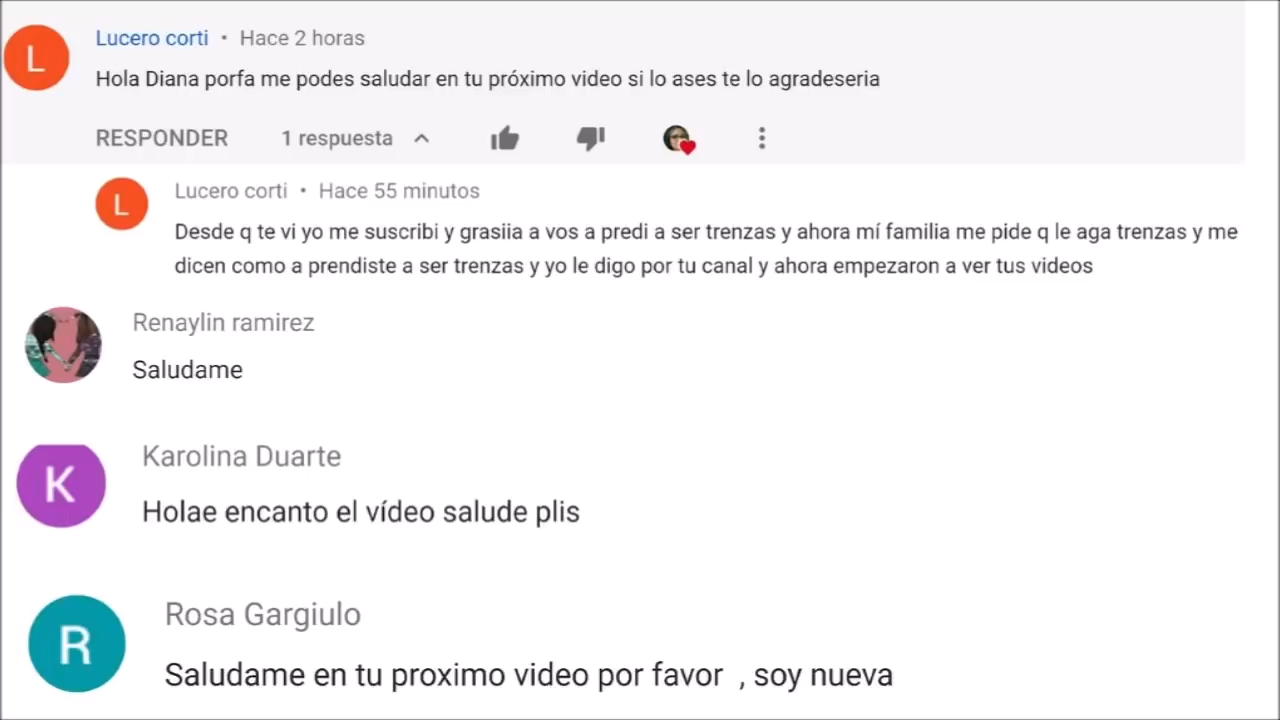 L
Lucero corti • Hace 2 horas
Hola Diana porfa me podes saludar en tu próximo video si lo ases te lo agradeseria
RESPONDER 1 respuesta
L
Lucero corti • Hace 55 minutos
Desde q te vi yo me suscribi y grasiia a vos a predi a ser trenzas y ahora mí familia me pide q le aga trenzas y me
dicen como a prendiste a ser trenzas y yo le digo por tu canal y ahora empezaron a ver tus videos
Renaylin ramirez
Saludame
K
Karolina Duarte
Holae encanto el vídeo salude plis
R
Rosa Gargiulo
Saludame en tu proximo video por favor , soy nueva